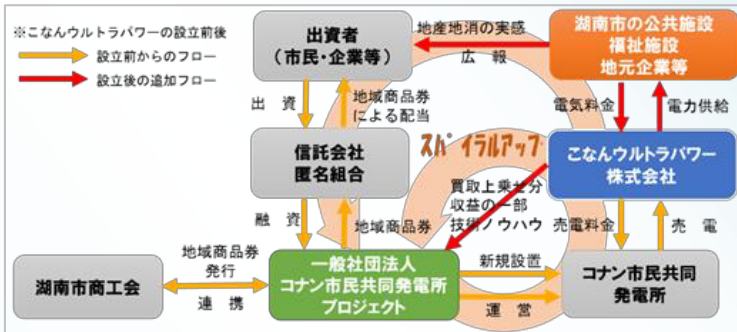 ※こなんウルトラパワーの設立前後
設立前からのフロー
設立後の追加フロー
出資者
(市民・企業等)
地産地消の実感
広報
湖南市の公共施設
福祉施設
地元企業等
出資
地域商品券
による配当
電気料金
電力供給
信託会社
匿名組合
スパイラルアップ
こなんウルトラパワー
株式会社
買取上乗せ分
収益の一部
技術ノウハウ
融資
地域商品券
売電料金
売電
湖南市商工会
地域商品券
発行
連携
一般社団法人
コナン市民共同発電所
プロジェクト
新規設置
運営
コナン市民共同
発電所